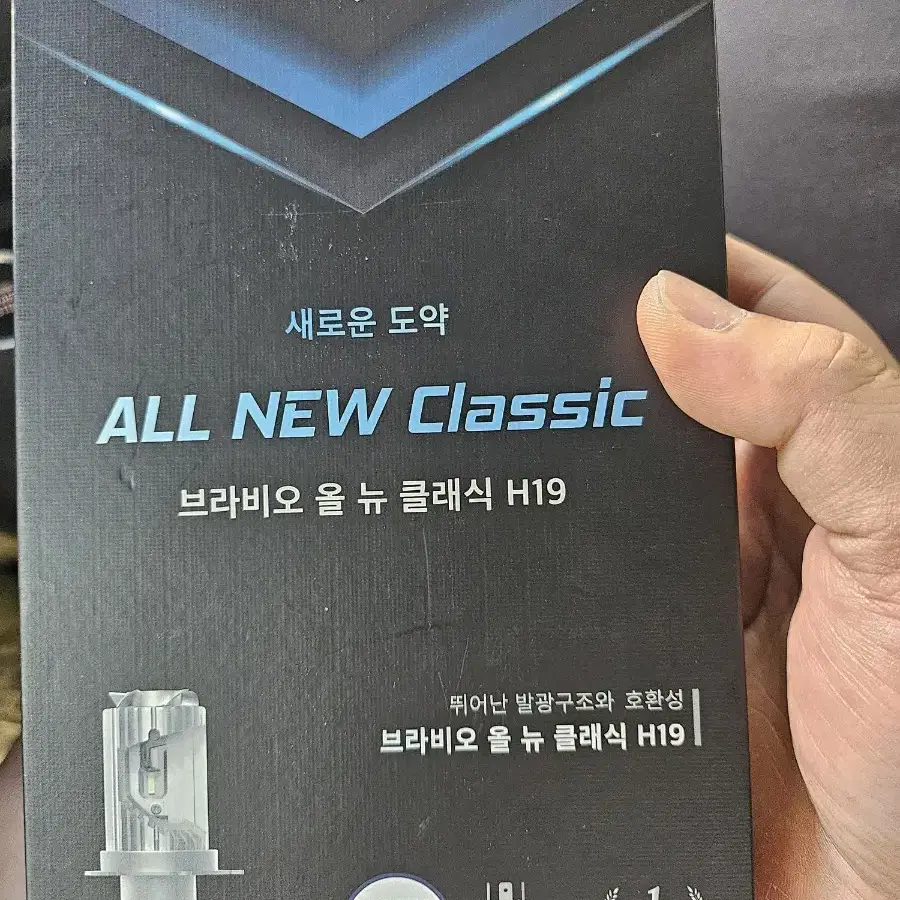 새로운 도약
ALL NEW Classic
브라비오 올 뉴 클래식 H19
뛰어난 발광구조와 호환성
브라비오 올 뉴 클래식 H19
1